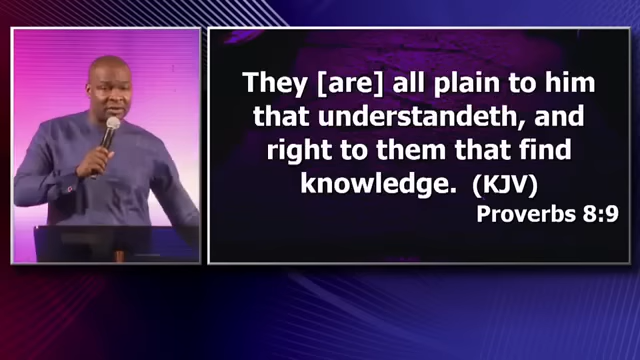 They [are] all plain to him
that understandeth, and
right to them that find
knowledge. (KJV)
Proverbs 8:9